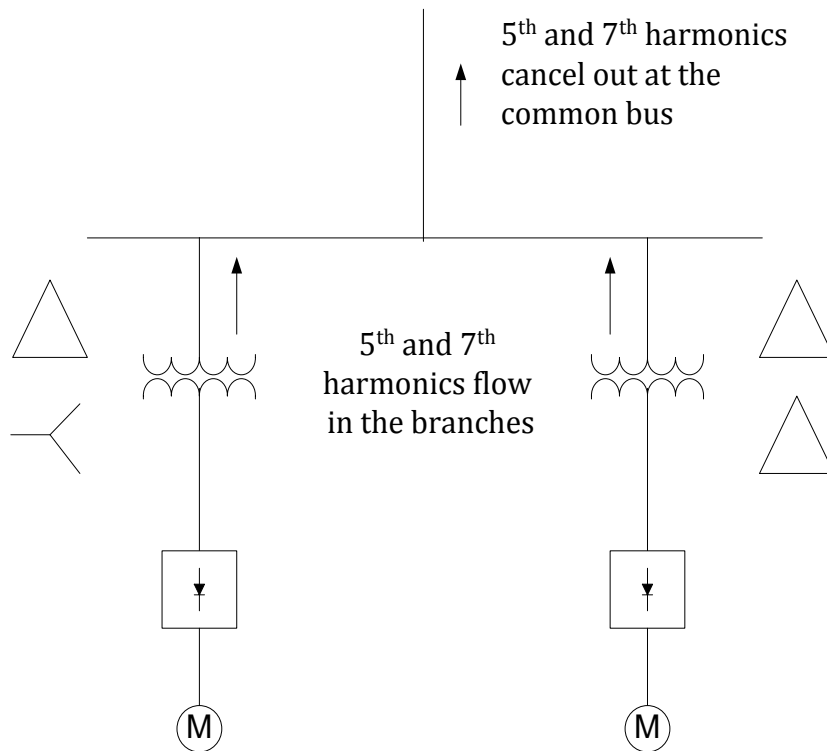 5th and 7th harmonics
cancel out at the
common bus
5th and 7th
harmonics flow
in the branches
M
M